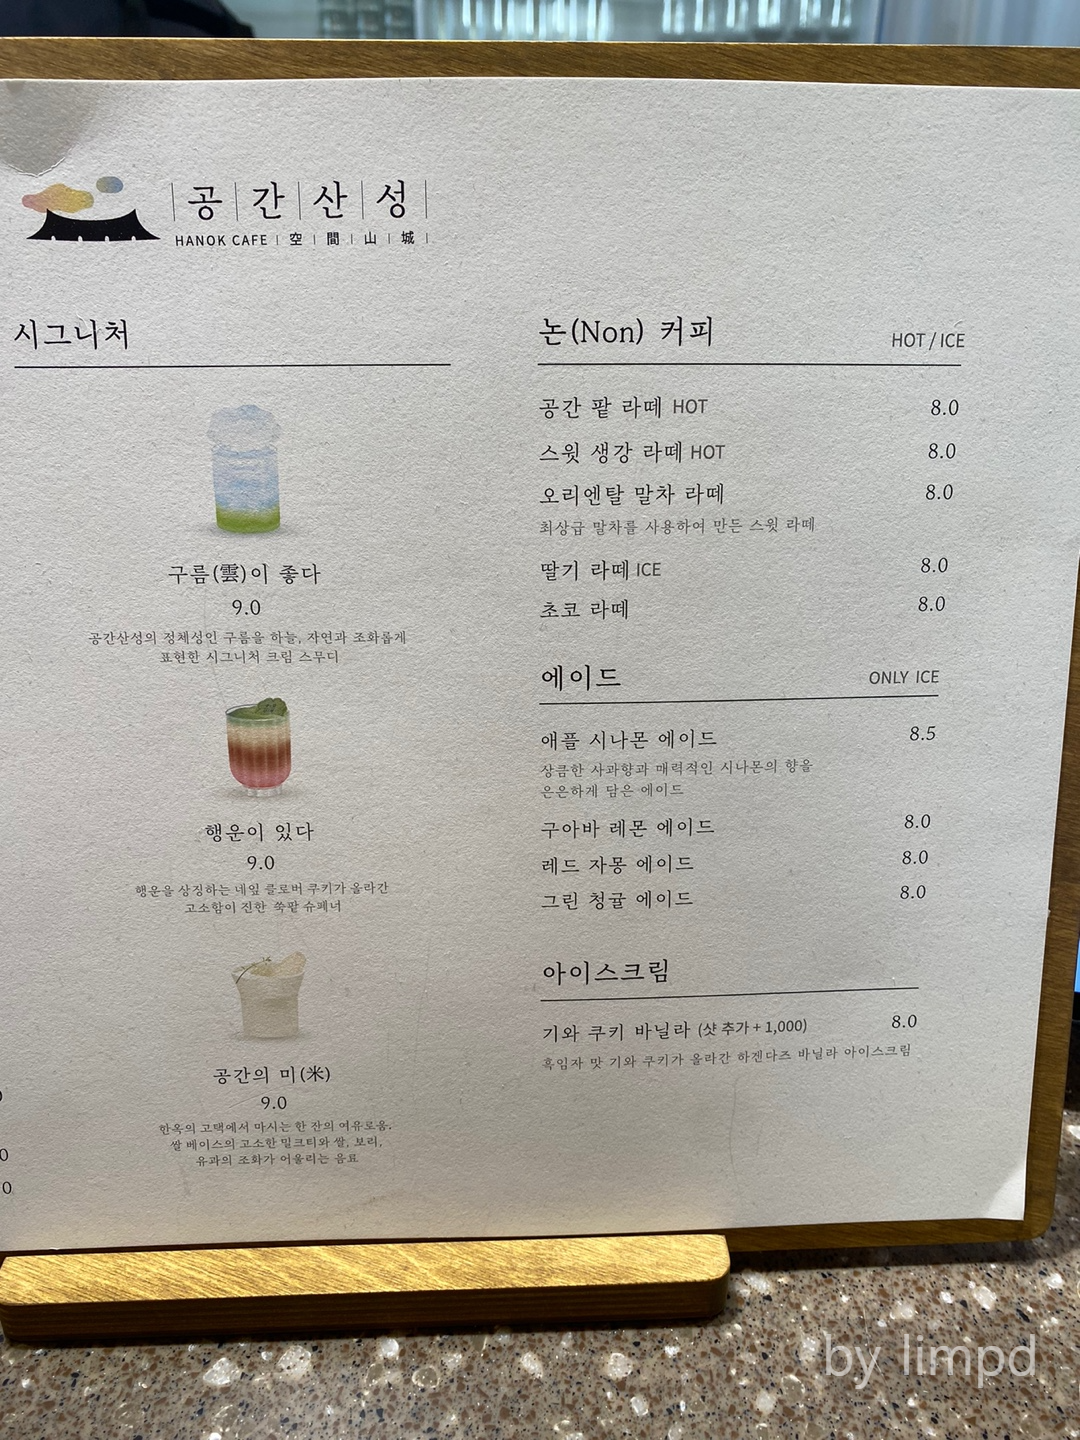 공간산성
HANOK CAFE | 空 | 間 | 山 | 城 |
시그니처
구름(雲)이 좋다
9.0
공간산성의 정체성인 구름을 하늘, 자연과 조화롭게
표현한 시그니처 크림 스무디
행운이 있다
9.0
행운을 상징하는 네잎 클로버 쿠키가 올라간
고소함이 진한 쑥팥 슈페너
공간의 미(米)
9.0
한옥의 고택에서 마시는 한 잔의 여유로움.
쌀 베이스의 고소한 밀크티와 쌀, 보리,
유과의 조화가 어울리는 음료
논(Non) 커피 HOT / ICE
공간 팥 라떼 HOT 8.0
스윗 생강 라떼 HOT 8.0
오리엔탈 말차 라떼 8.0
최상급 말차를 사용하여 만든 스윗 라떼
딸기 라떼 ICE 8.0
초코 라떼 8.0
에이드 ONLY ICE
애플 시나몬 에이드 8.5
상큼한 사과향과 매력적인 시나몬의 향을
은은하게 담은 에이드
구아바 레몬 에이드 8.0
레드 자몽 에이드 8.0
그린 청귤 에이드 8.0
아이스크림
기와 쿠키 바닐라 (샷 추가 + 1,000) 8.0
흑임자 맛 기와 쿠키가 올라간 하겐다즈 바닐라 아이스크림
0
0
0
by limpd